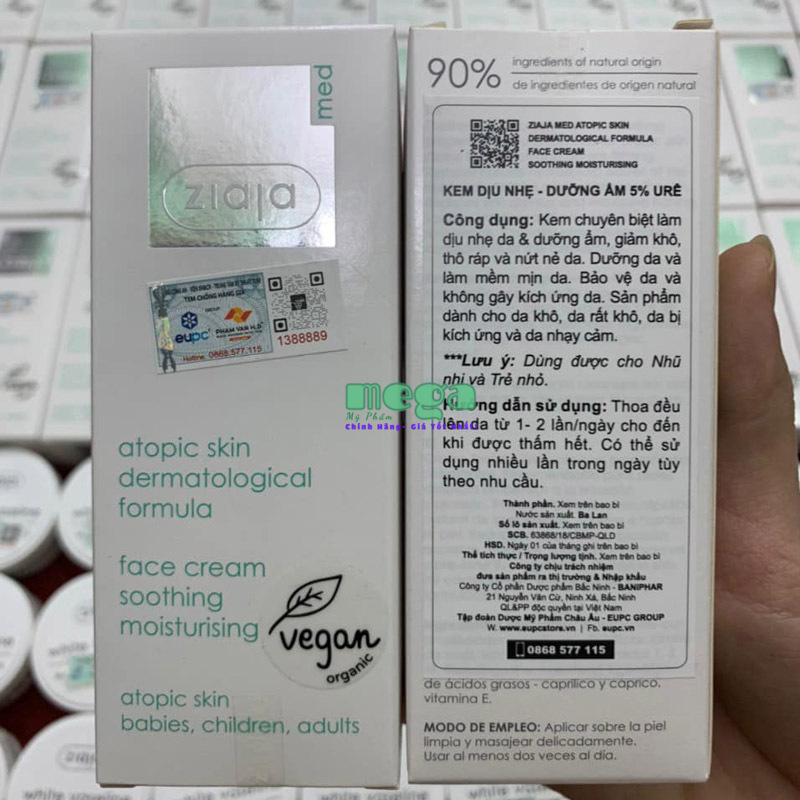 med
ziaja
TEM CHỐNG HÀNG GIẢ
GROUP
eupc
PHAM VAN H.D
Hotline: 0868.577.115
1388889
atopic skin
dermatological
formula
face cream
soothing
moisturising
vegan
organic
atopic skin
babies, children, adults
mega
Mỹ Phẩm
90%
ingredients of natural origin
de ingredientes de origen natural
ZIAJA MED ATOPIC SKIN
DERMATOLOGICAL FORMULA
FACE CREAM
SOOTHING MOISTURISING
KEM DỊU NHẸ - DƯỠNG ẨM 5% URÊ
Công dụng: Kem chuyên biệt làm
dịu nhẹ da & dưỡng ẩm, giảm khô,
thô ráp và nứt nẻ da. Dưỡng da và
làm mềm mịn da. Bảo vệ da và
không gây kích ứng da. Sản phẩm
dành cho da khô, da rất khô, da bị
kích ứng và da nhạy cảm.
***Lưu ý: Dùng được cho Nhũ
nhi và Trẻ nhỏ.
Hướng dẫn sử dụng: Thoa đều
lên da từ 1- 2 lần/ngày cho đến
khi được thấm hết. Có thể sử
dụng nhiều lần trong ngày tùy
theo nhu cầu.
Thành phần. Xem trên bao bì
Nước sản xuất. Ba Lan
Số lô sản xuất. Xem trên bao bì
SCB. 63868/18/CBMP-QLD
HSD. Ngày 01 của tháng ghi trên bao bì
Thể tích thực / Trọng lượng tịnh. Xem trên bao bì
Công ty chịu trách nhiệm
đưa sản phẩm ra thị trường & Nhập khẩu
Công ty Cổ phần Dược phẩm Bắc Ninh - BANIPHAR
21 Nguyễn Văn Cừ, Ninh Xá, Bắc Ninh
QL&PP độc quyền tại Việt Nam
Tập đoàn Dược Mỹ Phẩm Châu Âu - EUPC GROUP
W. www.eupcstore.vn | Fb. eupc.vn
0868 577 115
de ácidos grasos - caprílico y cáprico,
vitamina E.
MODO DE EMPLEO: Aplicar sobre la piel
limpia y masajear delicadamente.
Usar al menos dos veces al día.